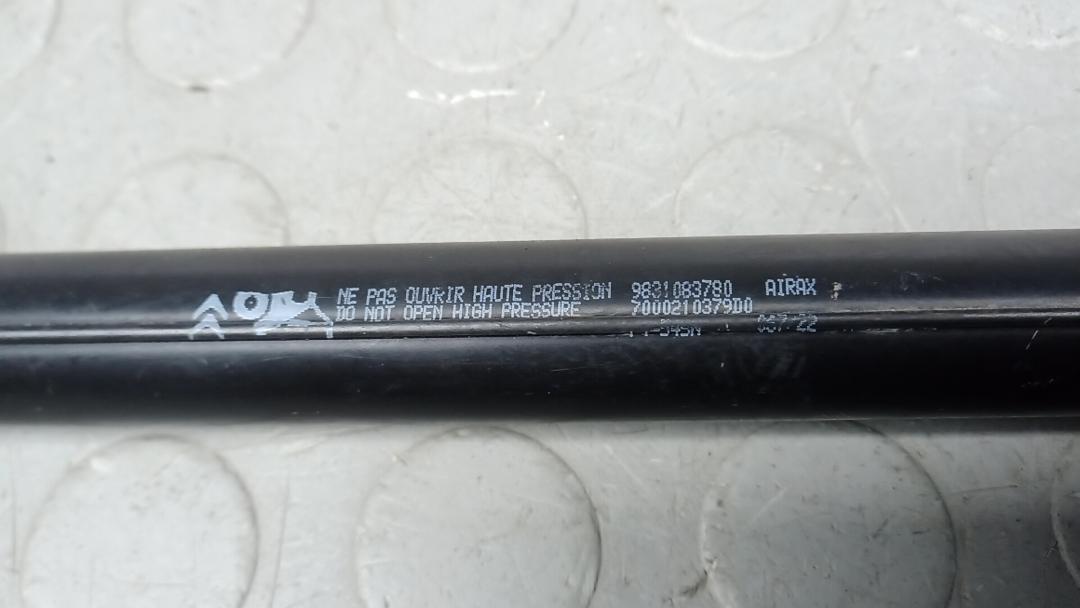 NE PAS OUVRIR HAUTE PRESSION 9831083780 AIRAX
DO NOT OPEN HIGH PRESSURE 7000210379D0